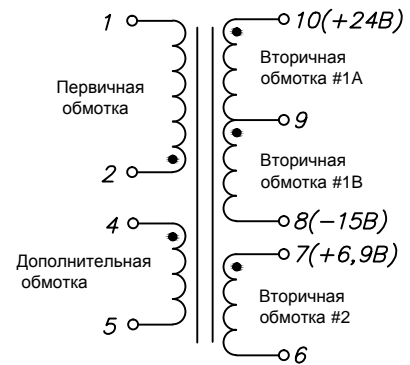 1
Первичная
обмотка
2
4
Дополнительная
обмотка
5
10(+24В)
Вторичная
обмотка #1А
9
Вторичная
обмотка #1В
8(−15В)
7(+6,9В)
Вторичная
обмотка #2
6